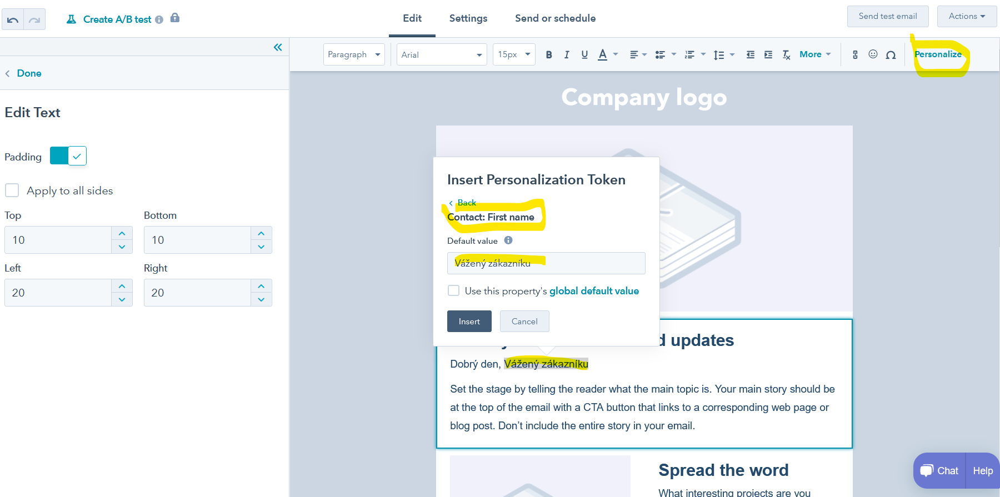 Create A/B test
Edit
Settings
Send or schedule
Send test email
Actions
Paragraph
Arial
15px
B
I
U
A
More
Personalize
Done
Edit Text
Padding
Apply to all sides
Top
Bottom
10
10
Left
Right
20
20
Company logo
Insert Personalization Token
Back
Contact: First name
Default value
Vážený zákazníku
Use this property's global default value
Insert
Cancel
d updates
Dobrý den, Vážený zákazníku
Set the stage by telling the reader what the main topic is. Your main story should be
at the top of the email with a CTA button that links to a corresponding web page or
blog post. Don’t include the entire story in your email.
Spread the word
What interesting projects are you
Chat
Help